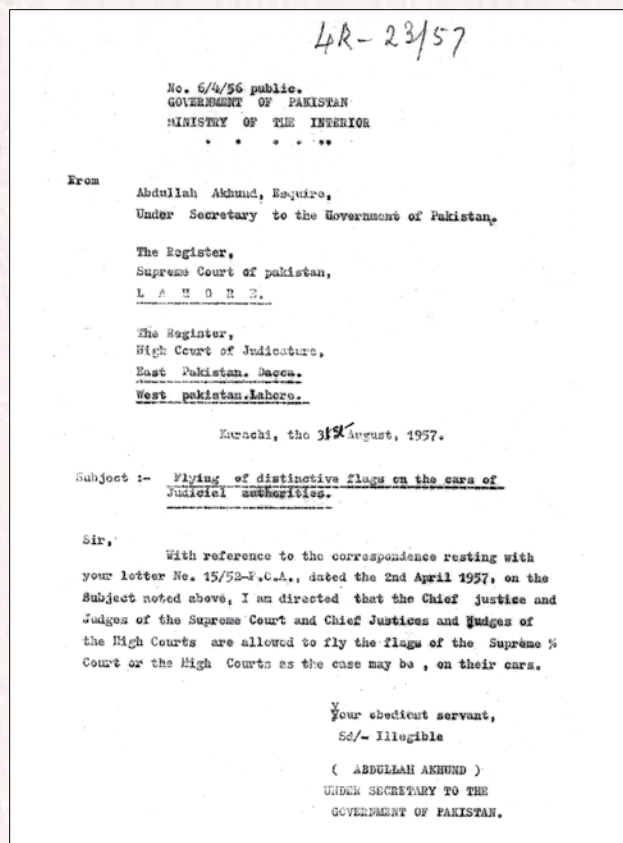 4R-23/57
No. 6/4/56 public.
GOVERNMENT OF PAKISTAN
MINISTRY OF THE INTERIOR
From
Abdullah Akhund, Esquire,
Under Secretary to the Government of Pakistan.
The Register,
Supreme Court of pakistan,
L A H O R E.
The Register,
High Court of Judicature,
East Pakistan. Dacca.
West pakistan.Lahore.
Karachi, the 31st August, 1957.
Subject :- Flying of distinctive flags on the cars of
Judicial authorities.
Sir,
With reference to the correspondence resting with
your letter No. 15/52-F.C.A., dated the 2nd April 1957, on the
Subject noted above, I am directed that the Chief justice and
Judges of the Supreme Court and Chief Justices and Judges of
the High Courts are allowed to fly the flags of the Supreme %
Court or the High Courts as the case may be , on their cars.
Your obedient servant,
Sd/- Illegible
( ABDULLAH AKHUND )
UNDER SECRETARY TO THE
GOVERNMENT OF PAKISTAN.